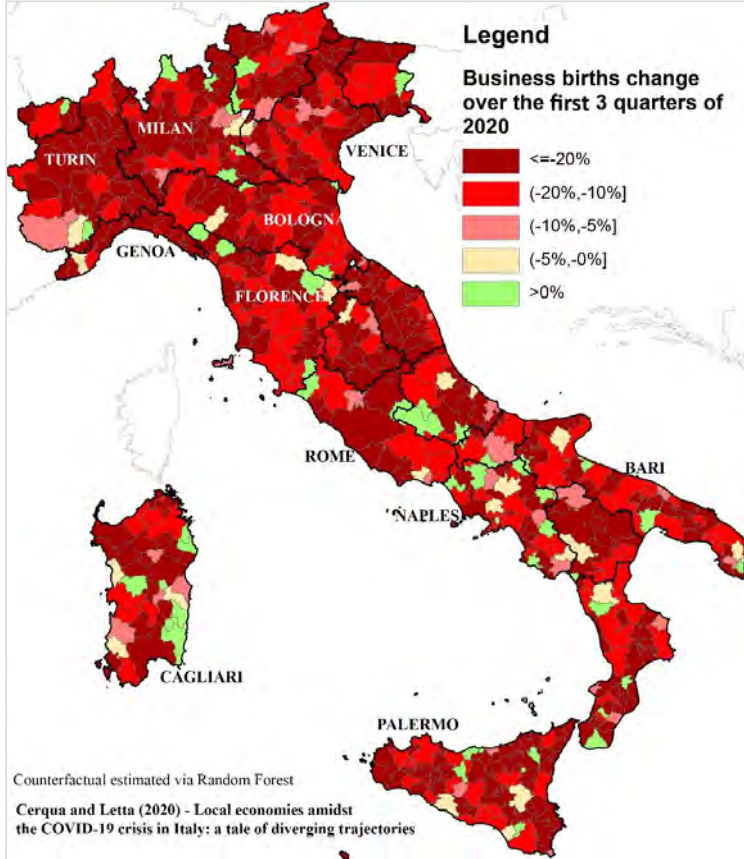 Legend
Business births change
over the first 3 quarters of
2020
<=-20%
(-20%,-10%]
(-10%,-5%]
(-5%,-0%]
>0%
MILAN
TURIN
VENICE
BOLOGNA
GENOA
FLORENCE
ROME
BARI
NAPLES
CAGLIARI
PALERMO
Counterfactual estimated via Random Forest
Cerqua and Letta (2020) - Local economies amidst
the COVID-19 crisis in Italy: a tale of diverging trajectories